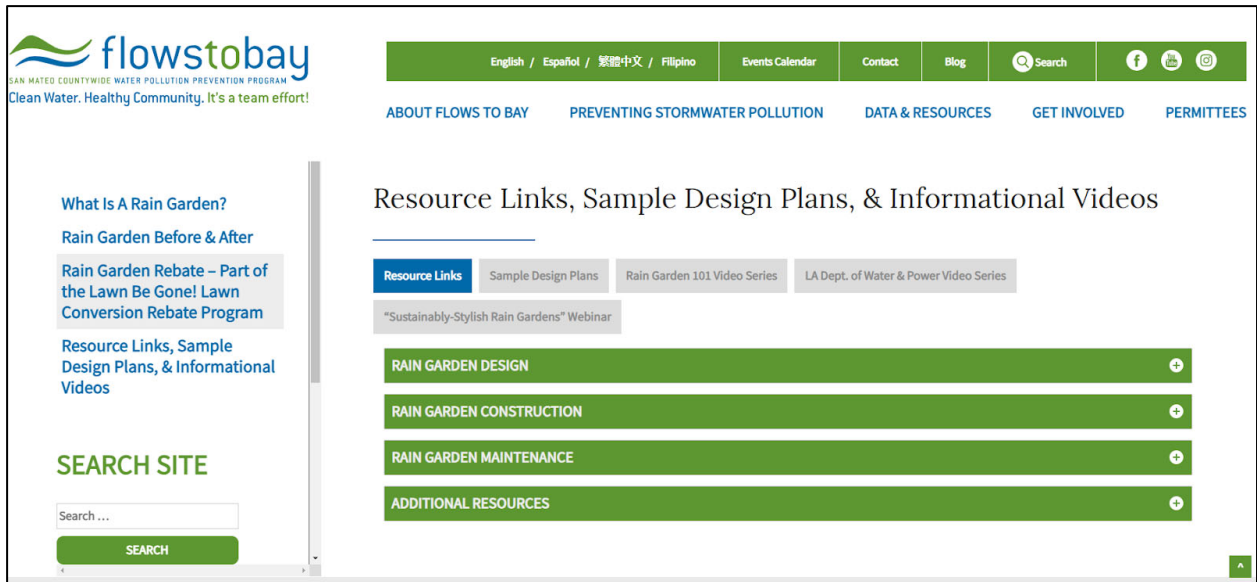 flowstobay
SAN MATEO COUNTYWIDE WATER POLLUTION PREVENTION PROGRAM
Clean Water. Healthy Community. It's a team effort!
English / Español / 繁體中文 / Filipino
Events Calendar
Contact
Blog
Search
f
You Tube
ABOUT FLOWS TO BAY
PREVENTING STORMWATER POLLUTION
DATA & RESOURCES
GET INVOLVED
PERMITTEES
What Is A Rain Garden?
Rain Garden Before & After
Rain Garden Rebate – Part of
the Lawn Be Gone! Lawn
Conversion Rebate Program
Resource Links, Sample
Design Plans, & Informational
Videos
SEARCH SITE
Search ...
SEARCH
Resource Links, Sample Design Plans, & Informational Videos
Resource Links
Sample Design Plans
Rain Garden 101 Video Series
LA Dept. of Water & Power Video Series
“Sustainably-Stylish Rain Gardens” Webinar
RAIN GARDEN DESIGN
RAIN GARDEN CONSTRUCTION
RAIN GARDEN MAINTENANCE
ADDITIONAL RESOURCES